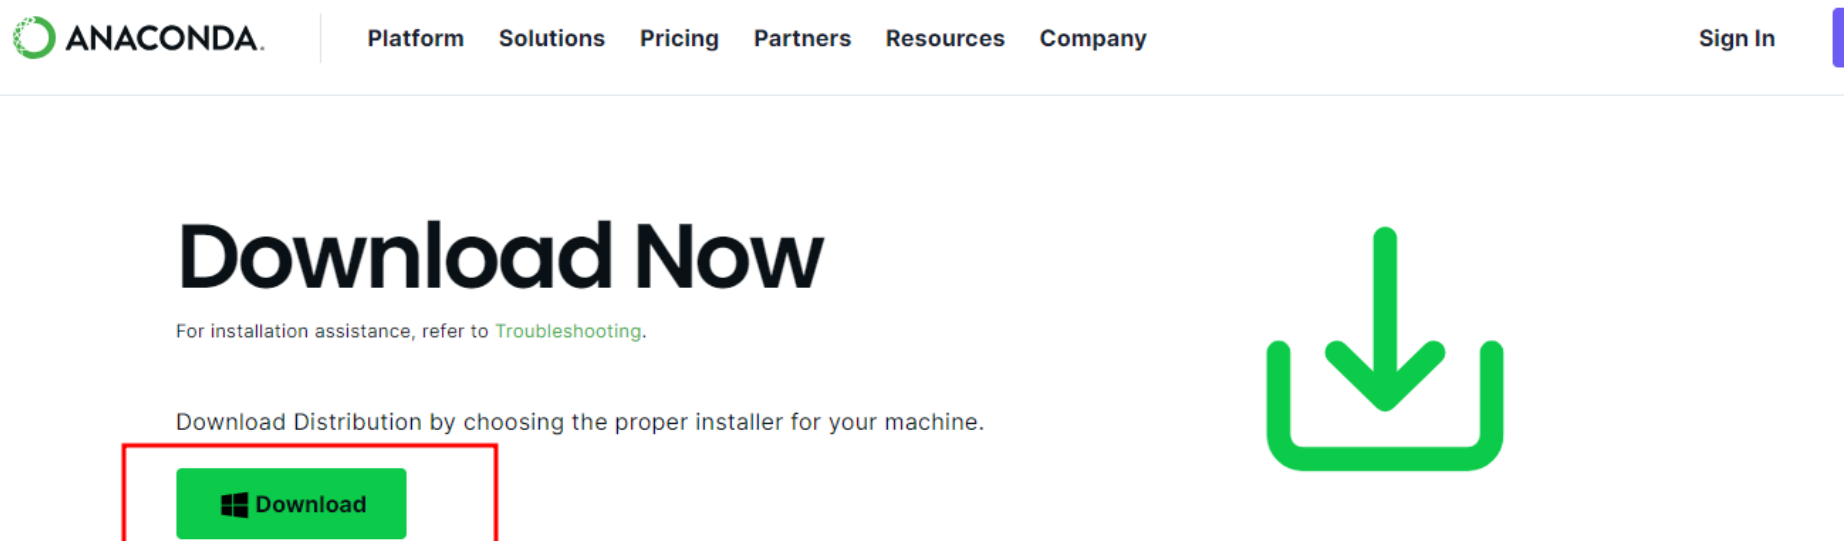 ANACONDA.
Platform Solutions Pricing Partners Resources Company Sign In
Download Now
For installation assistance, refer to Troubleshooting.
Download Distribution by choosing the proper installer for your machine.
Download